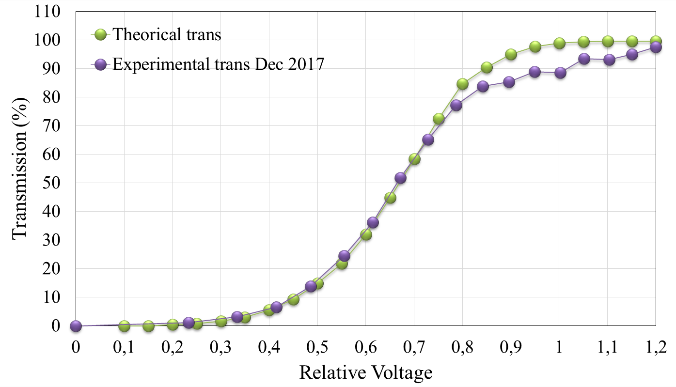 110
100
90
80
70
60
50
40
30
20
10
0
Transmission (%)
Theorical trans
Experimental trans Dec 2017
0 0,1 0,2 0,3 0,4 0,5 0,6 0,7 0,8 0,9 1 1,1 1,2
Relative Voltage